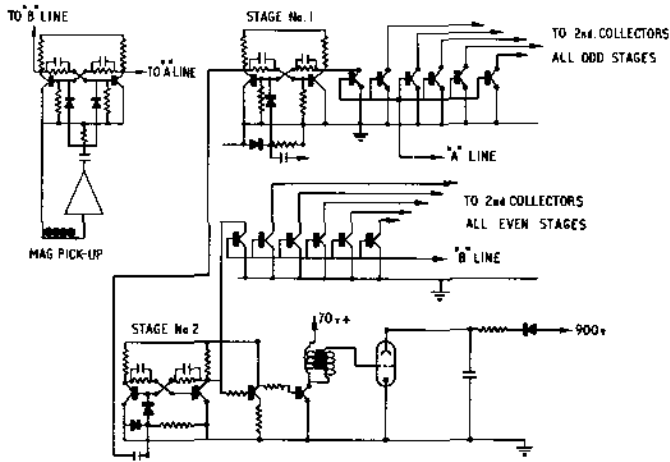 TO "B" LINE
TO "A" LINE
MAG PICK-UP
STAGE No. 1
TO 2nd. COLLECTORS
ALL ODD STAGES
"A" LINE
TO 2nd COLLECTORS
ALL EVEN STAGES
"B" LINE
STAGE No 2
70v+
900v